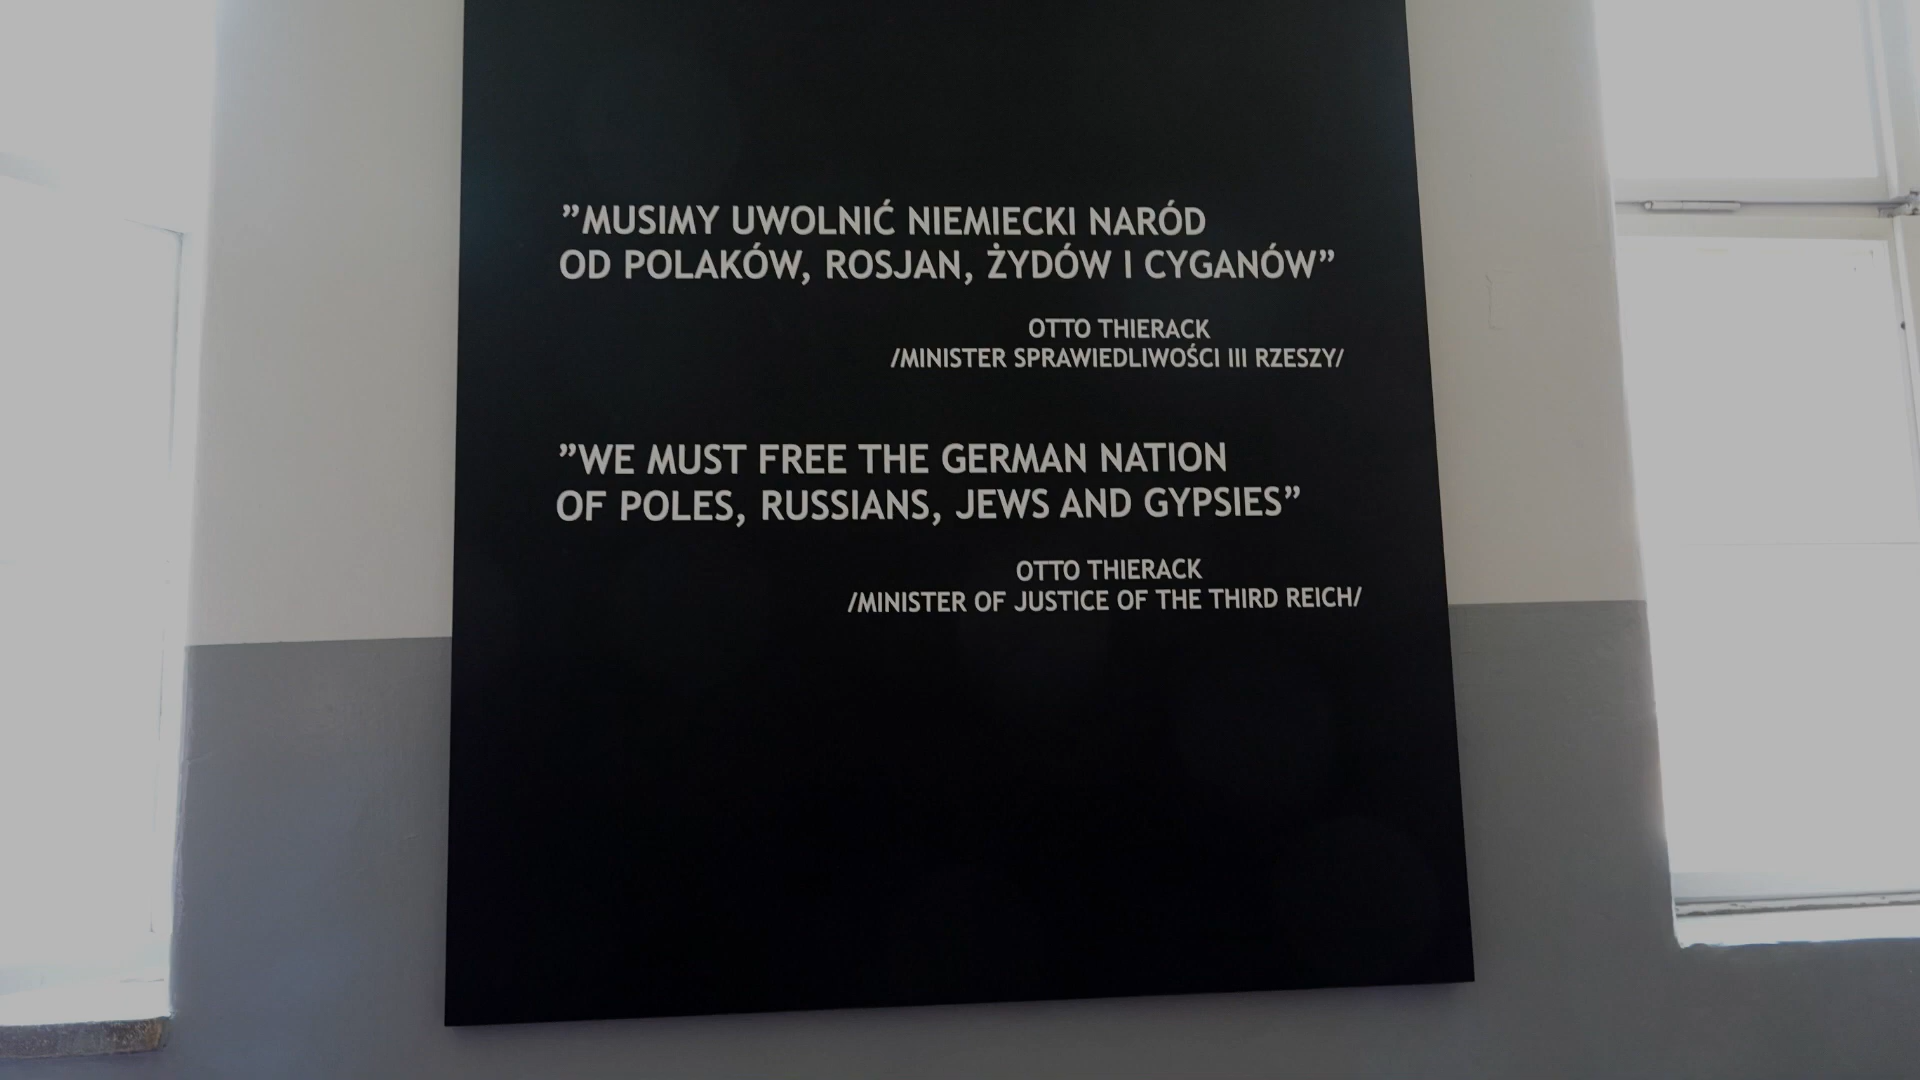 ”MUSIMY UWOLNIĆ NIEMIECKI NARÓD
OD POLAKÓW, ROSJAN, ŻYDÓW I CYGANÓW”
OTTO THIERACK
/MINISTER SPRAWIEDLIWOŚCI III RZESZY/
”WE MUST FREE THE GERMAN NATION
OF POLES, RUSSIANS, JEWS AND GYPSIES”
OTTO THIERACK
/MINISTER OF JUSTICE OF THE THIRD REICH/